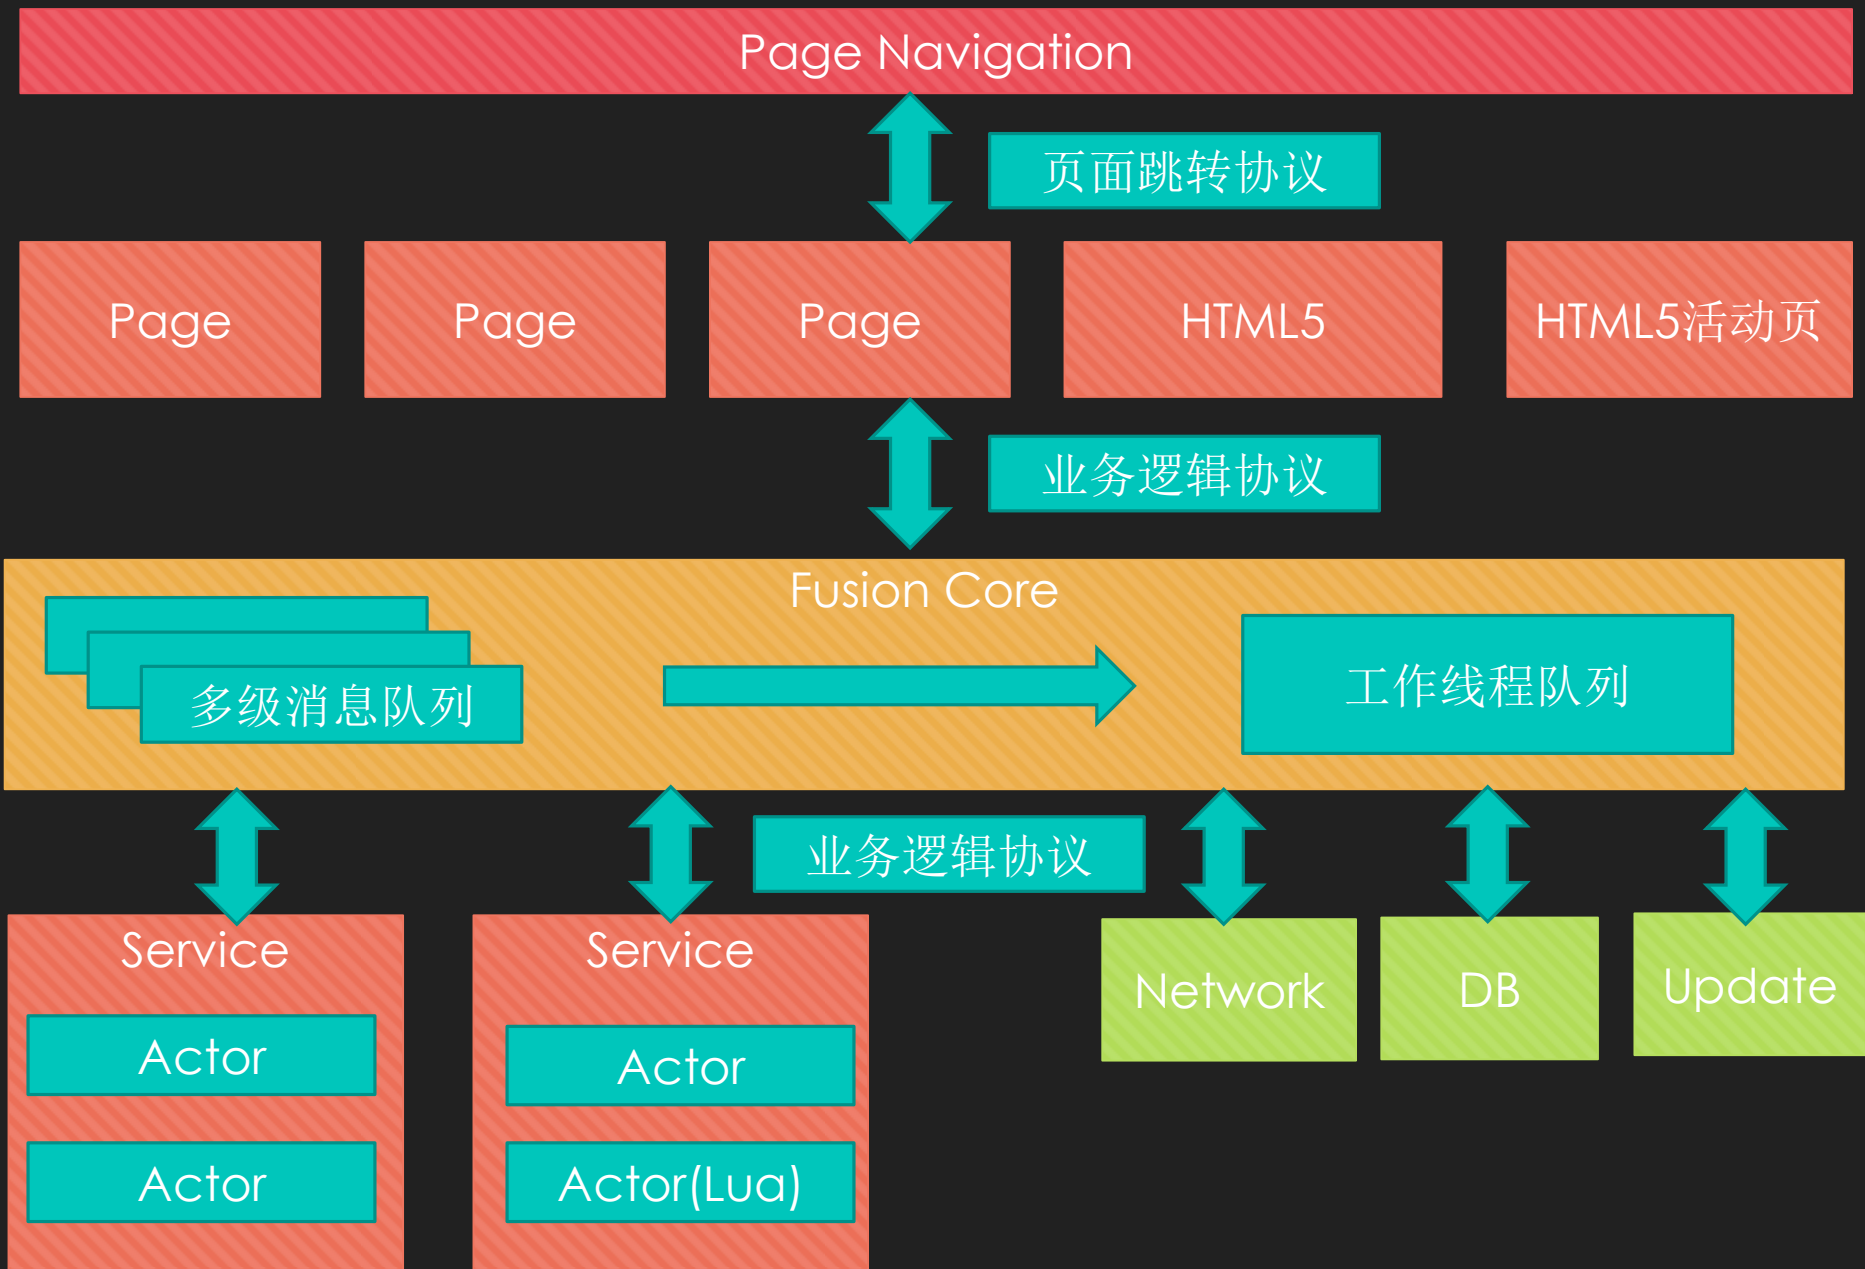 Page Navigation
页面跳转协议
Page
Page
Page
HTML5
HTML5活动页
业务逻辑协议
Fusion Core
多级消息队列
工作线程队列
业务逻辑协议
Service
Actor
Actor
Service
Actor
Actor(Lua)
Network
DB
Update